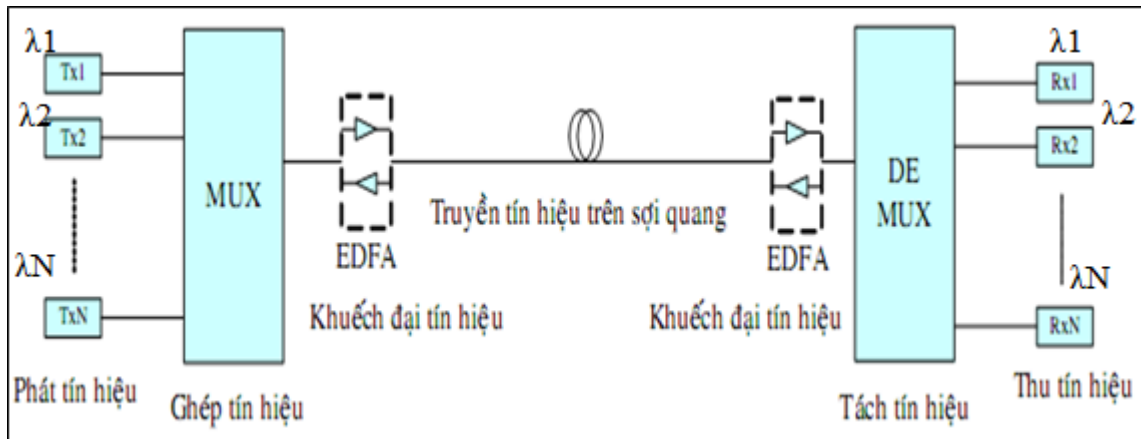 λ1
Tx1
λ2
Tx2
λN
TxN
Phát tín hiệu
MUX
Ghép tín hiệu
EDFA
Khuếch đại tín hiệu
Truyền tín hiệu trên sợi quang
EDFA
Khuếch đại tín hiệu
DE
MUX
Tách tín hiệu
λ1
Rx1
λ2
Rx2
λN
RxN
Thu tín hiệu